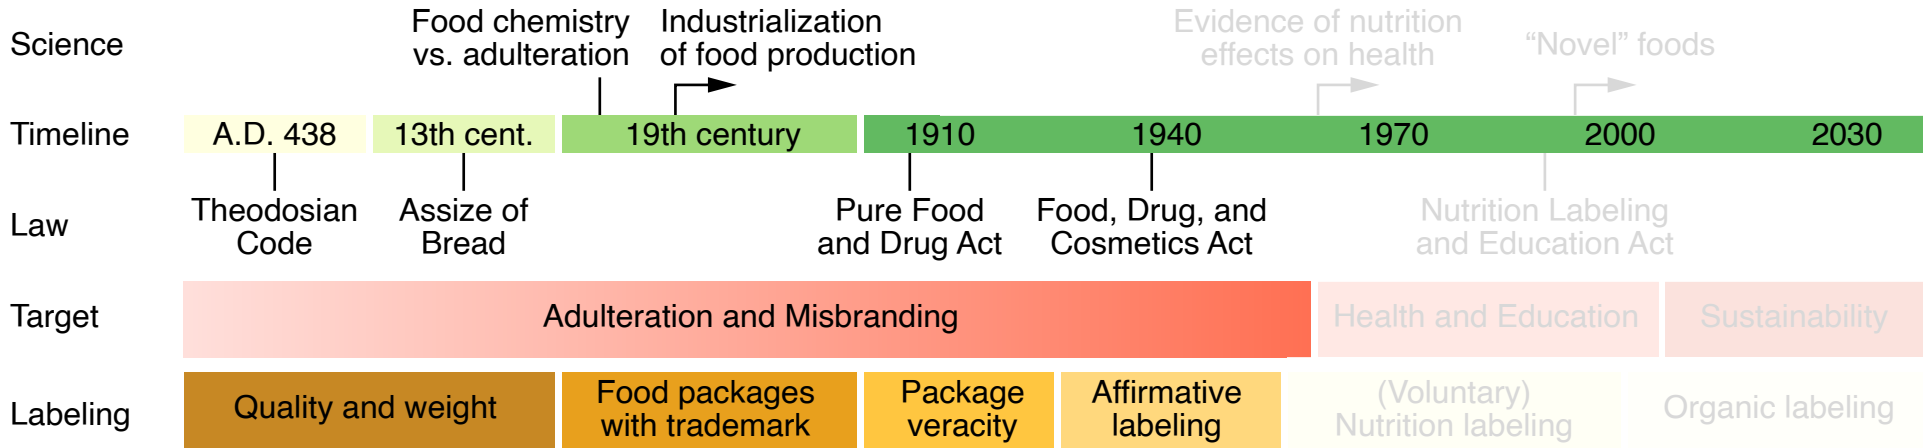 Science
Food chemistry
vs. adulteration
Industrialization
of food production
Evidence of nutrition
effects on health
“Novel” foods
Timeline
A.D. 438
13th cent.
19th century
1910
1940
1970
2000
2030
Law
Theodosian
Code
Assize of
Bread
Pure Food
and Drug Act
Food, Drug, and
Cosmetics Act
Nutrition Labeling
and Education Act
Target
Adulteration and Misbranding
Health and Education
Sustainability
Labeling
Quality and weight
Food packages
with trademark
Package
veracity
Affirmative
labeling
(Voluntary)
Nutrition labeling
Organic labeling